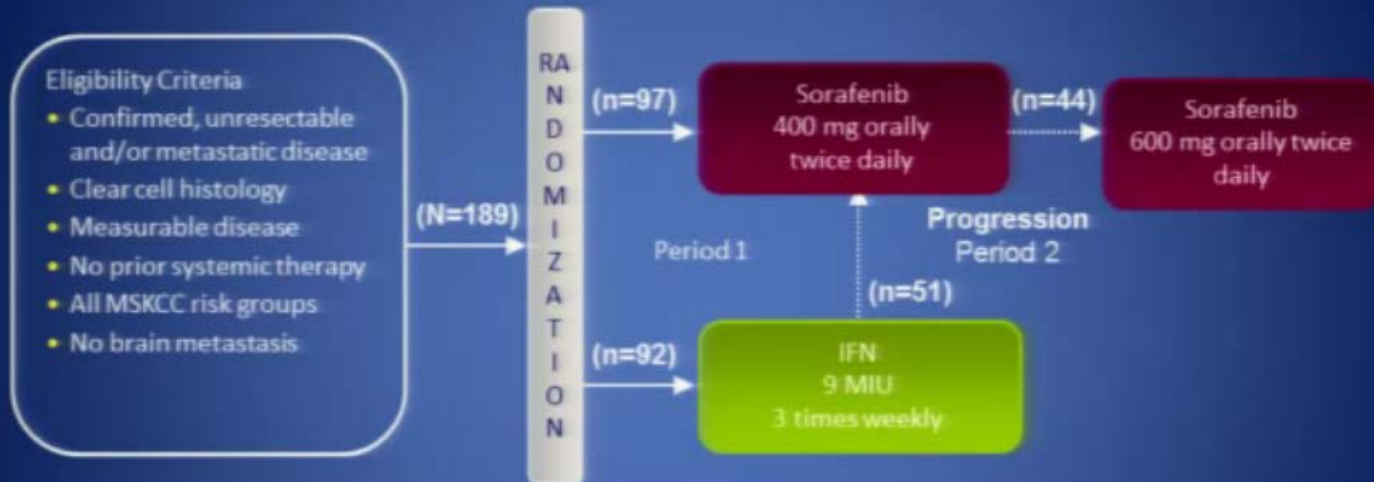 Eligibility Criteria
• Confirmed, unresectable
and/or metastatic disease
• Clear cell histology
• Measurable disease
• No prior systemic therapy
• All MSKCC risk groups
• No brain metastasis
(N=189)
RANDOMIZATION
(n=97)
Sorafenib
400 mg orally
twice daily
(n=44)
Sorafenib
600 mg orally twice
daily
Period 1
Progression
Period 2
(n=51)
(n=92)
IFN
9 MIU
3 times weekly